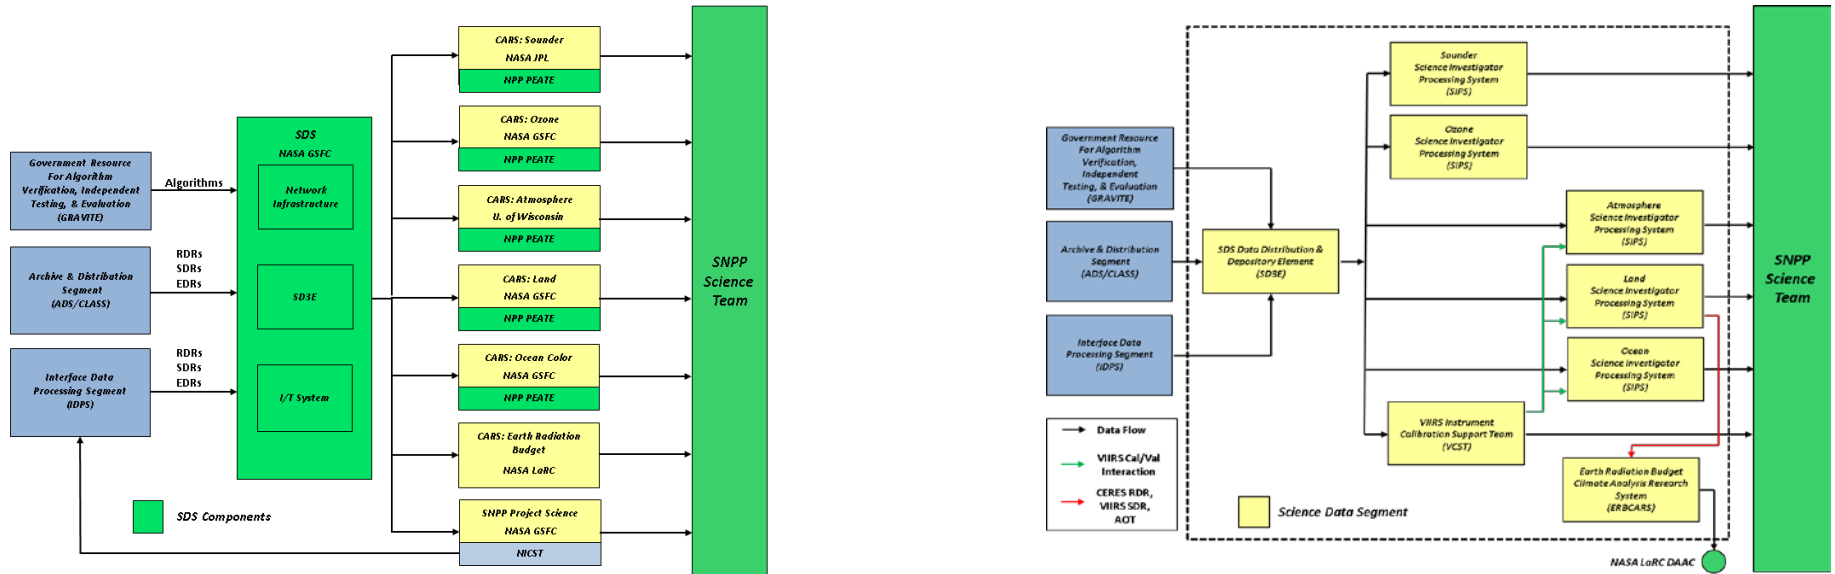 CARS: Sounder
NASA JPL
NPP PEATE
CARS: Ozone
NASA GSFC
NPP PEATE
SDS
NASA GSFC
Network
Infrastructure
SD3E
I/T System
Government Resource
For Algorithm
Verification, Independent
Testing, & Evaluation
(GRAVITE)
Algorithms
Archive & Distribution
Segment
(ADS/CLASS)
RDRs
SDRs
EDRs
Interface Data
Processing Segment
(IDPS)
RDRs
SDRs
EDRs
CARS: Atmosphere
U. of Wisconsin
NPP PEATE
CARS: Land
NASA GSFC
NPP PEATE
CARS: Ocean Color
NASA GSFC
NPP PEATE
CARS: Earth Radiation
Budget
NASA LaRC
SNPP Project Science
NASA GSFC
NICST
SNPP
Science
Team
SDS Components
Government Resource
For Algorithm
Verification,
Independent
Testing, & Evaluation
(GRAVITE)
Archive & Distribution
Segment
(ADS/CLASS)
Interface Data
Processing Segment
(IDPS)
SDS Data Distribution &
Depository Element
(SD3E)
Sounder
Science Investigator
Processing System
(SIPS)
Ozone
Science Investigator
Processing System
(SIPS)
Atmosphere
Science Investigator
Processing System
(SIPS)
Land
Science Investigator
Processing System
(SIPS)
Ocean
Science Investigator
Processing System
(SIPS)
VIIRS Instrument
Calibration Support Team
(VCST)
Earth Radiation Budget
Climate Analysis Research
System
(ERBCARS)
NASA LaRC DAAC
SNPP
Science
Team
Data Flow
VIIRS Cal/Val
Interaction
CERES RDR,
VIIRS SDR,
AOT
Science Data Segment